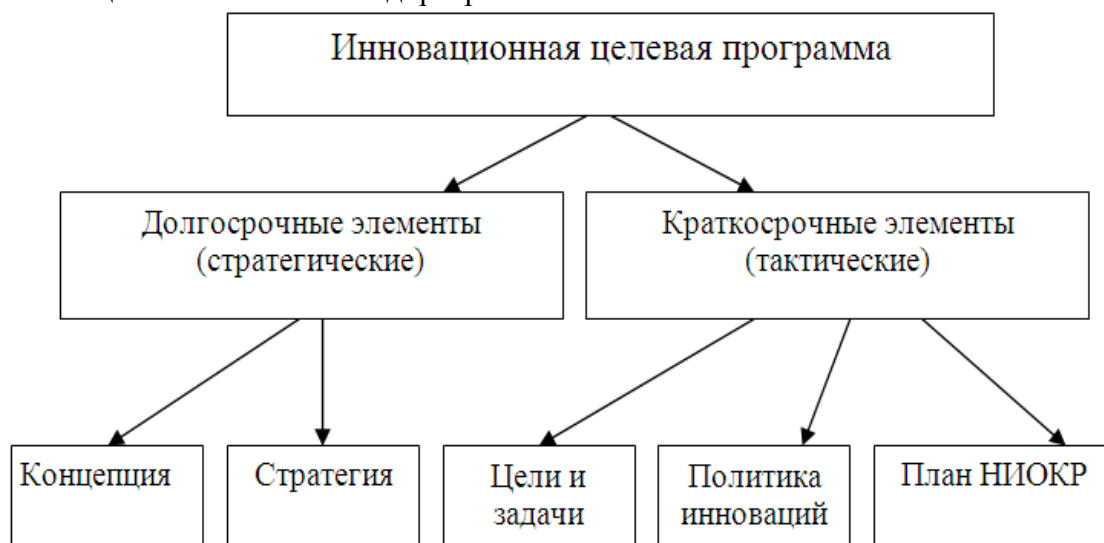 Инновационная целевая программа
Долгосрочные элементы
(стратегические)
Краткосрочные элементы
(тактические)
Концепция
Стратегия
Цели и
задачи
Политика
инноваций
План НИОКР